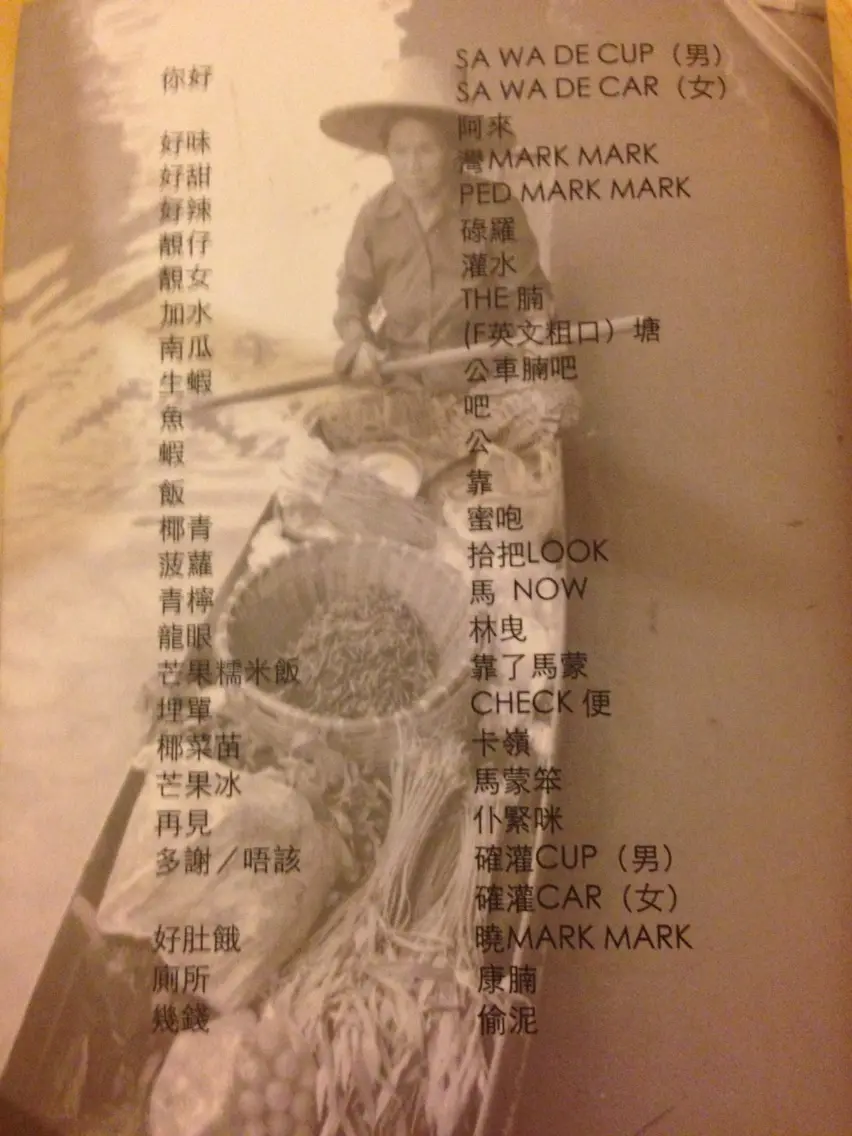 你好 SA WA DE CUP（男）
SA WA DE CAR（女）
好味 阿來
好甜 灣MARK MARK
好辣 PED MARK MARK
靚仔 碌羅
靚女 灌水
加水 THE 腩
南瓜 (F英文粗口）塘
生蝦 公車腩吧
魚 吧
蝦 公
飯 靠
椰青 蜜咆
菠蘿 拾把LOOK
青檸 馬 NOW
龍眼 林曳
芒果糯米飯 靠了馬蒙
埋單 CHECK 便
椰菜苗 卡嶺
芒果冰 馬蒙笨
再見 仆緊咪
多謝／唔該 確灌CUP（男）
確灌CAR（女）
好肚餓 曉MARK MARK
廁所 康腩
幾錢 偷泥